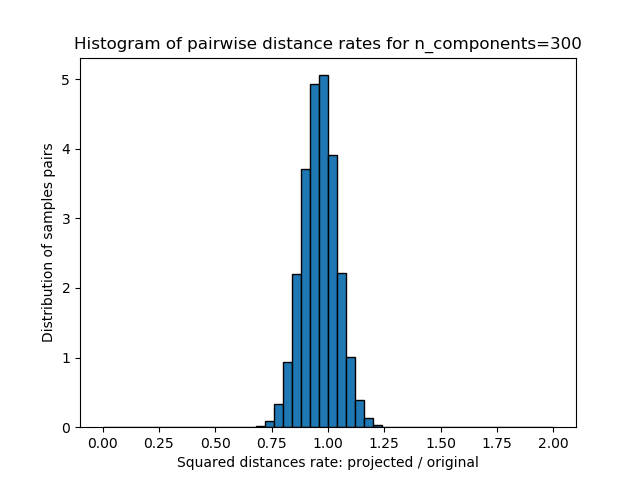 Histogram of pairwise distance rates for n_components=300
Distribution of samples pairs
5
4
3
2
1
0
0.00 0.25 0.50 0.75 1.00 1.25 1.50 1.75 2.00
Squared distances rate: projected / original